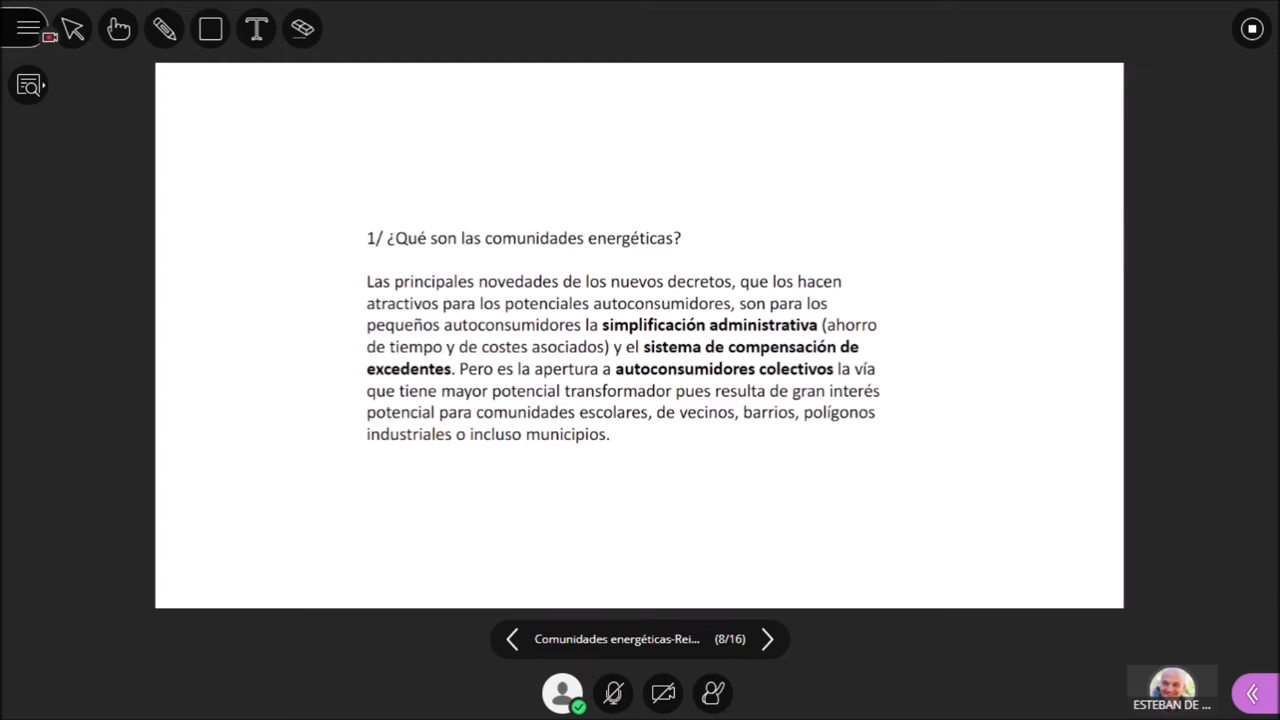 1/ ¿Qué son las comunidades energéticas?
Las principales novedades de los nuevos decretos, que los hacen
atractivos para los potenciales autoconsumidores, son para los
pequeños autoconsumidores la simplificación administrativa (ahorro
de tiempo y de costes asociados) y el sistema de compensación de
excedentes. Pero es la apertura a autoconsumidores colectivos la vía
que tiene mayor potencial transformador pues resulta de gran interés
potencial para comunidades escolares, de vecinos, barrios, polígonos
industriales o incluso municipios.
Comunidades energéticas-Rei... (8/16)
ESTEBAN DE ...